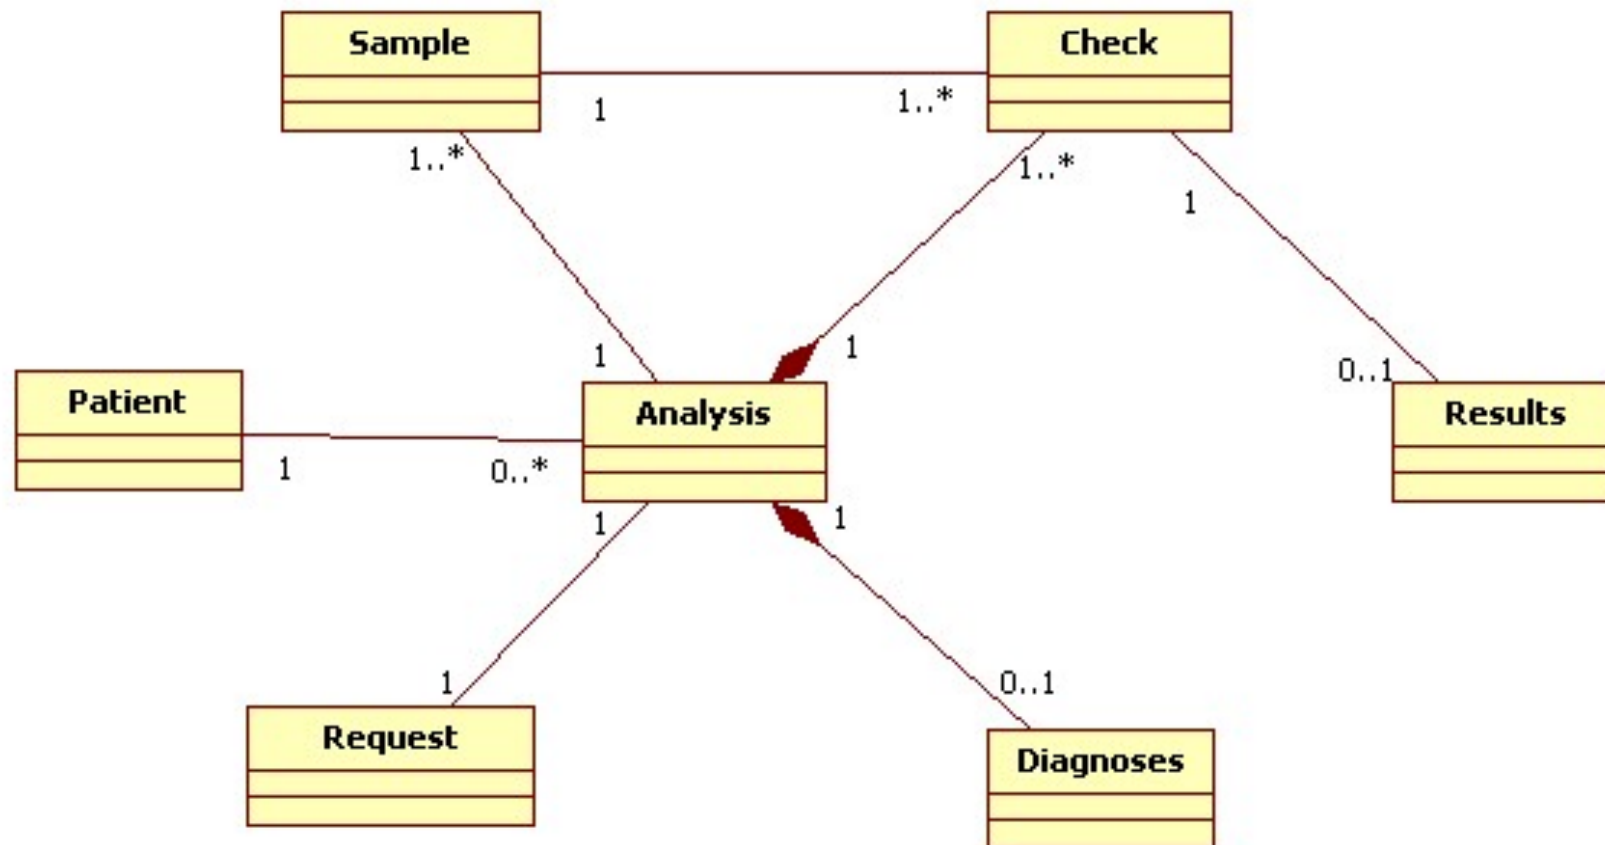 Sample
Check
1
1..*
1..*
1..*
1
1
1
0..1
Patient
Analysis
Results
1
0..*
1
1
1
0..1
Request
Diagnoses